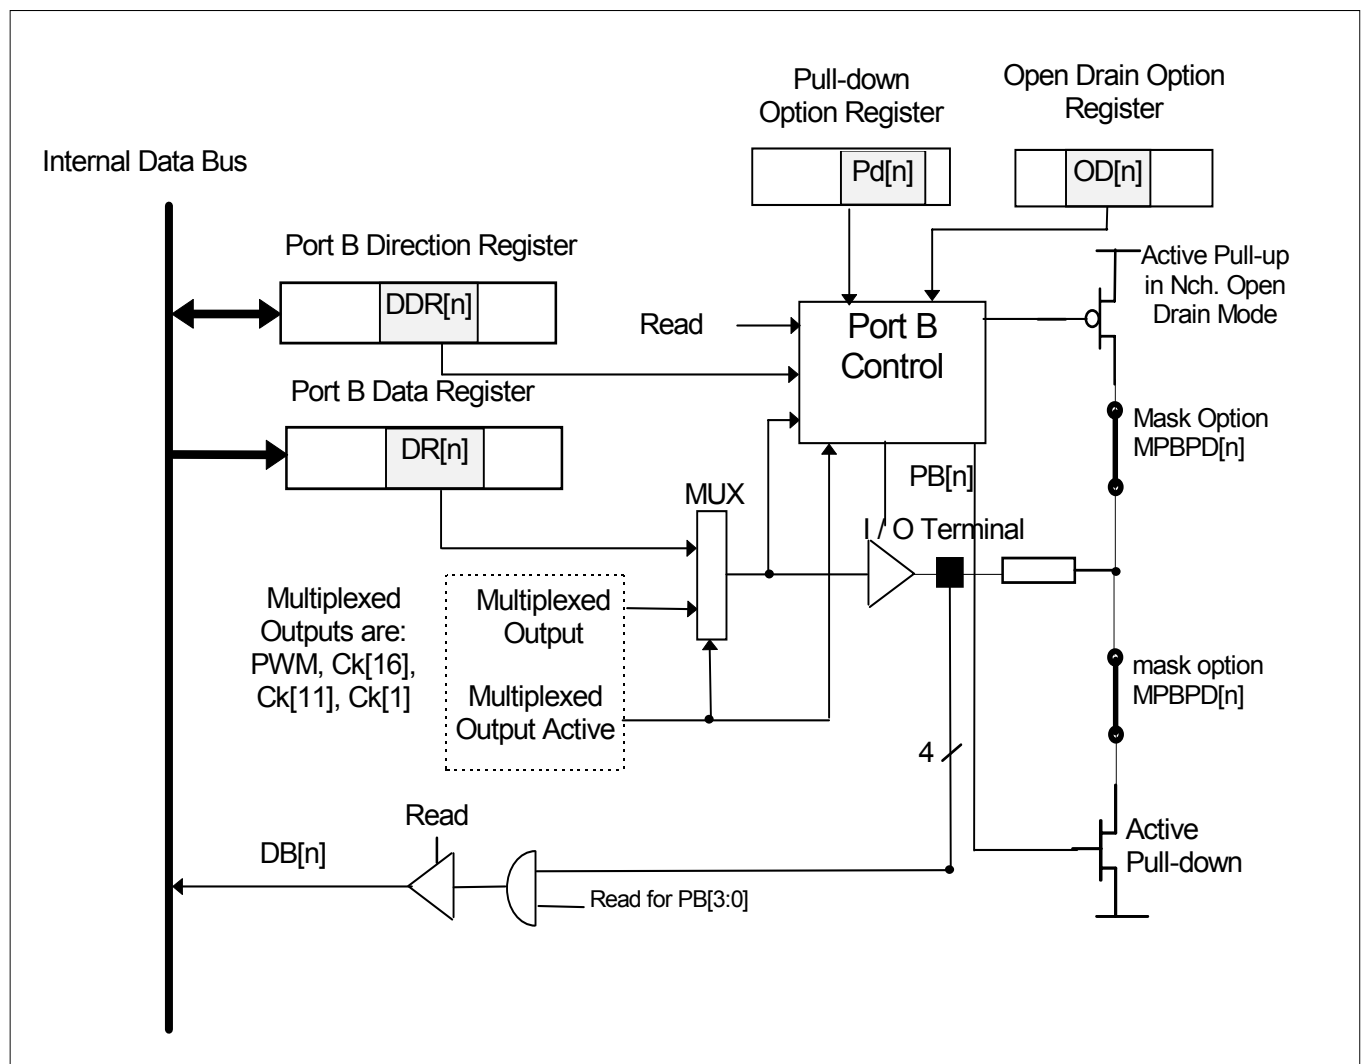 Pull-down
Option Register
Open Drain Option
Register
Internal Data Bus
Pd[n]
OD[n]
Port B Direction Register
DDR[n]
Active Pull-up
in Nch. Open
Drain Mode
Read
Port B
Control
Port B Data Register
DR[n]
Mask Option
MPBPD[n]
PB[n]
MUX
I / O Terminal
Multiplexed
Outputs are:
PWM, Ck[16],
Ck[11], Ck[1]
Multiplexed
Output
Multiplexed
Output Active
mask option
MPBPD[n]
4
Read
DB[n]
Active
Pull-down
Read for PB[3:0]